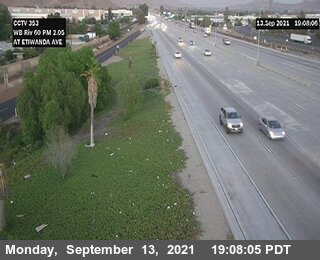 CCTV 353
WB Riv 60 PM 2.05
AT ETIWANDA AVE
13 Sep 2021 19:08:05
Monday, September 13, 2021 19:08:05 PDT